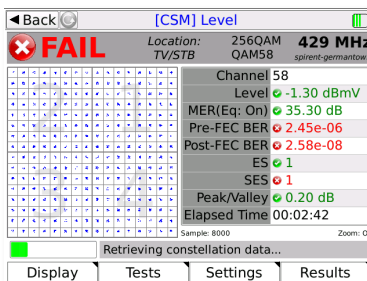 Back
[CSM] Level
FAIL
Location: TV/STB
256QAM
QAM58
429 MHz
spirent-germantow
Channel 58
Level -1.30 dBmV
MER(Eq: On) 35.30 dB
Pre-FEC BER 2.45e-06
Post-FEC BER 2.58e-08
ES 1
SES 1
Peak/Valley 0.20 dB
Elapsed Time 00:02:42
Sample: 8000 Zoom: O
Retrieving constellation data...
Display Tests Settings Results